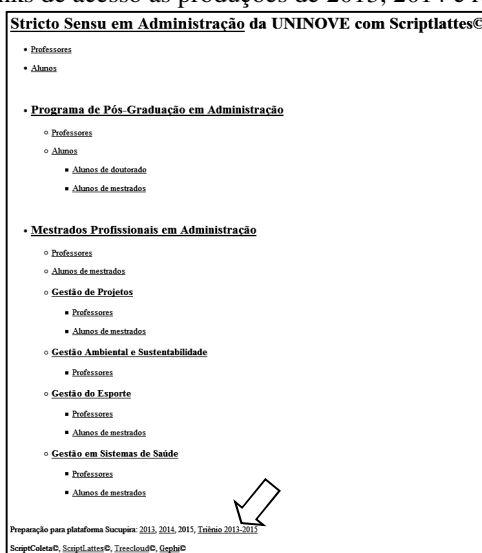 Stricto Sensu em Administração da UNINOVE com Scriptlattes©
• Professores
• Alunos
• Programa de Pós-Graduação em Administração
○ Professores
○ Alunos
■ Alunos de doutorado
■ Alunos de mestrados
• Mestrados Profissionais em Administração
○ Professores
○ Alunos de mestrados
○ Gestão de Projetos
■ Professores
■ Alunos de mestrados
○ Gestão Ambiental e Sustentabilidade
■ Professores
○ Gestão do Esporte
■ Professores
■ Alunos de mestrados
○ Gestão em Sistemas de Saúde
■ Professores
■ Alunos de mestrados
Preparação para plataforma Sucupira: 2013, 2014, 2015, Triênio 2013-2015
ScriptColeta©, ScriptLattes©, Treecloud©, Gephi©